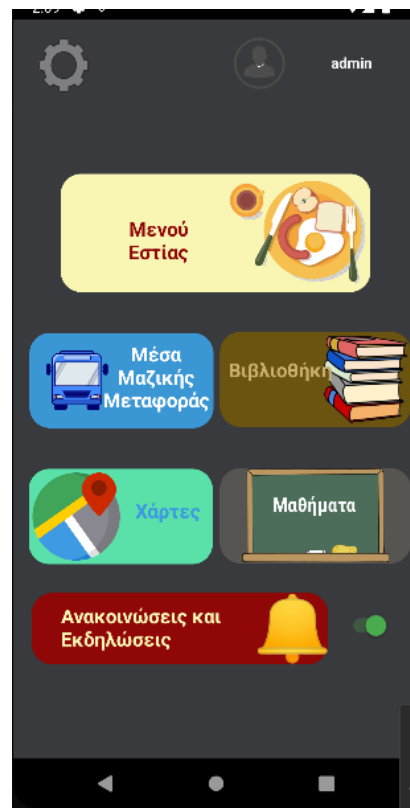 admin
Μενού
Εστίας
Μέσα
Μαζικής
Μεταφοράς
Βιβλιοθήκη
Χάρτες
Μαθήματα
Ανακοινώσεις και
Εκδηλώσεις